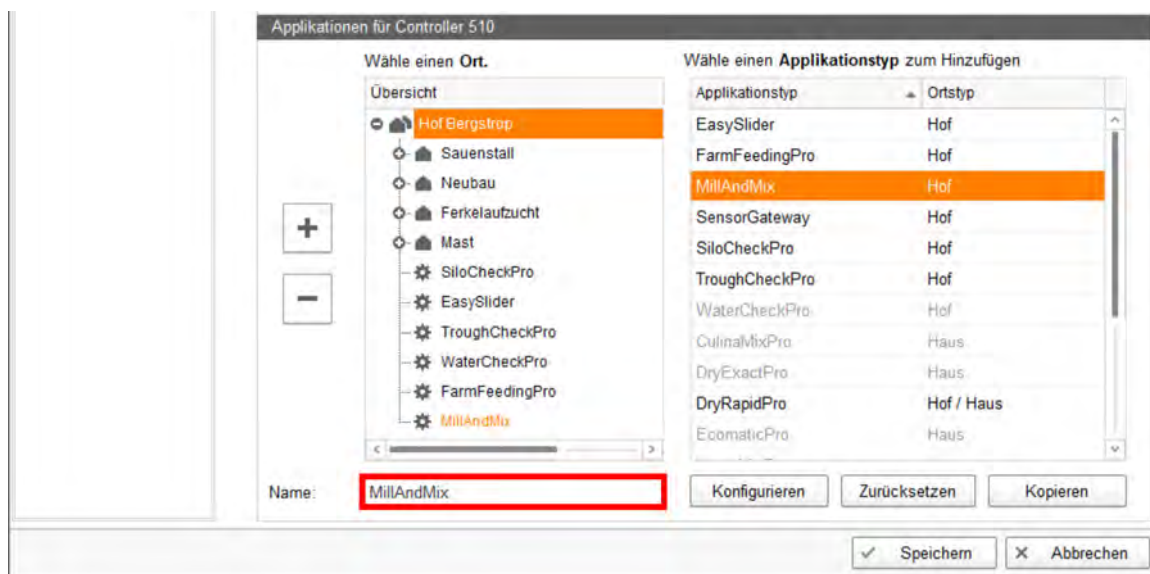 Applikationen für Controller 510
Wähle einen Ort.
Wähle einen Applikationstyp zum Hinzufügen
Übersicht
Applikationstyp Ortstyp
Hof Bergstrup
EasySlider Hof
Sauenstall
FarmFeedingPro Hof
Neubau
MillAndMix Hof
Ferkelaufzucht
SensorGateway Hof
Mast
SiloCheckPro Hof
SiloCheckPro
TroughCheckPro Hof
EasySlider
WaterCheckPro Hof
TroughCheckPro
CulinaMixPro Haus
WaterCheckPro
DryExactPro Haus
FarmFeedingPro
DryRapidPro Hof / Haus
MillAndMix
EcomaticPro Haus
Name: MillAndMix
Konfigurieren Zurücksetzen Kopieren
Speichern Abbrechen